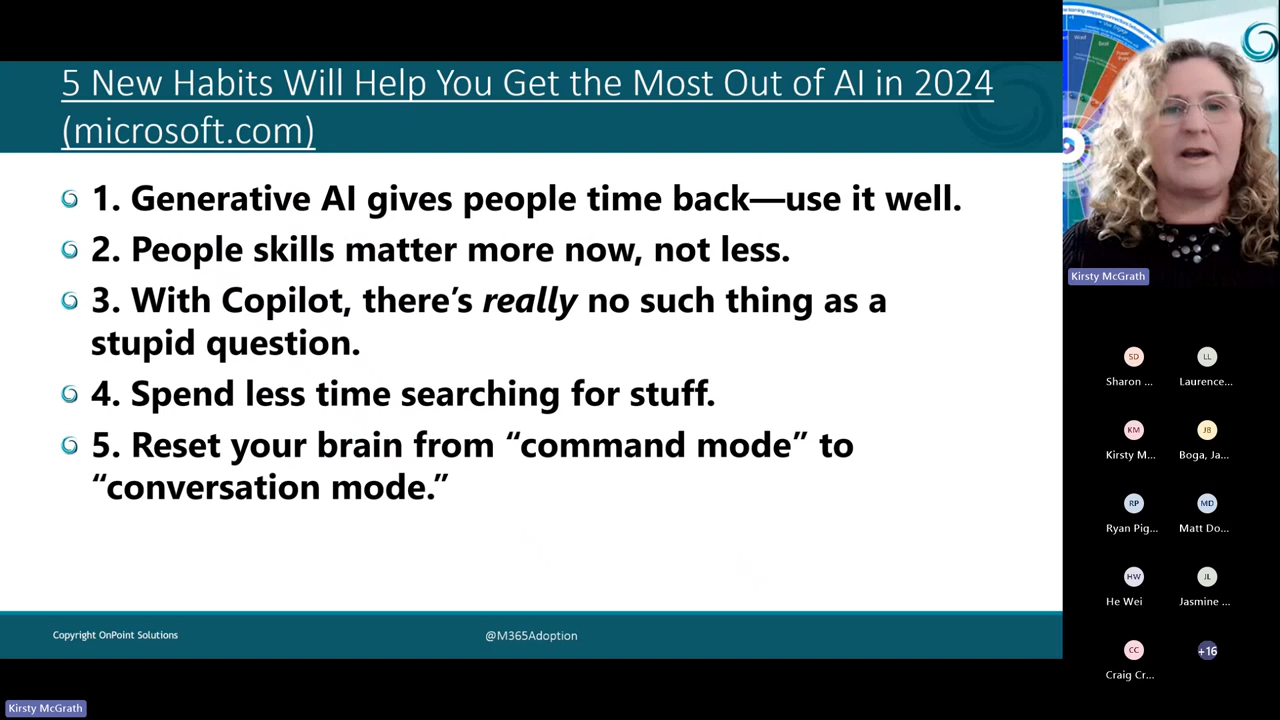 5 New Habits Will Help You Get the Most Out of AI in 2024
(microsoft.com)
1. Generative AI gives people time back—use it well.
2. People skills matter more now, not less.
3. With Copilot, there’s really no such thing as a
stupid question.
4. Spend less time searching for stuff.
5. Reset your brain from “command mode” to
“conversation mode.”
Copyright OnPoint Solutions
@M365Adoption
Kirsty McGrath
Word
Excel
Kirsty McGrath
SD
LL
Sharon ...
Laurence...
KM
JB
Kirsty M...
Boga, Ja...
RP
MD
Ryan Pig...
Matt Do...
HW
JL
He Wei
Jasmine ...
CC
+16
Craig Cr...